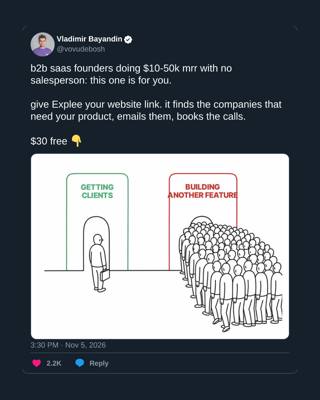 Vladimir Bayandin
@vovudebosh
b2b saas founders doing $10-50k mrr with no
salesperson: this one is for you.
give Explee your website link. it finds the companies that
need your product, emails them, books the calls.
$30 free 👇
GETTING
CLIENTS
BUILDING
ANOTHER FEATURE
3:30 PM · Nov 5, 2026
2.2K
Reply